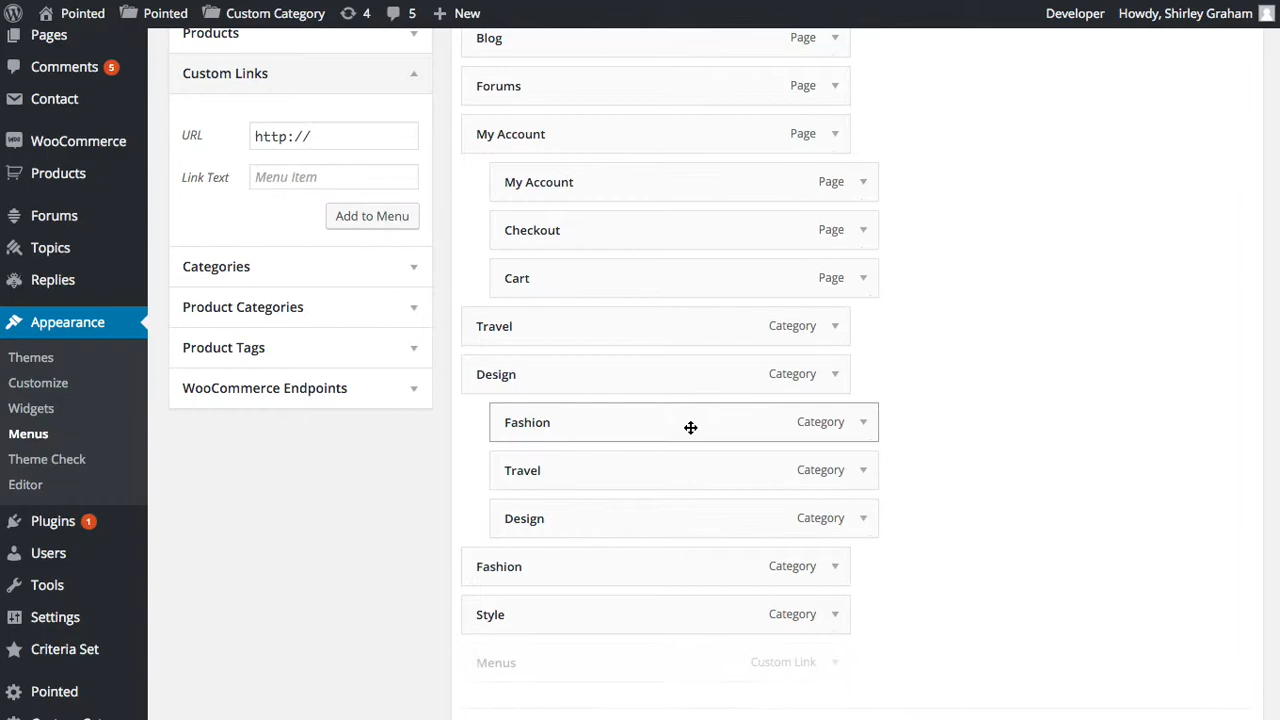 Pointed
Pointed
Custom Category
4
5
New
Developer
Howdy, Shirley Graham
Pages
Comments 5
Contact
WooCommerce
Products
Forums
Topics
Replies
Appearance
Themes
Customize
Widgets
Menus
Theme Check
Editor
Plugins 1
Users
Tools
Settings
Criteria Set
Pointed
Products
Custom Links
URL http://
Link Text Menu Item
Add to Menu
Categories
Product Categories
Product Tags
WooCommerce Endpoints
Blog Page
Forums Page
My Account Page
My Account Page
Checkout Page
Cart Page
Travel Category
Design Category
Fashion Category
Travel Category
Design Category
Fashion Category
Style Category
Menus Custom Link